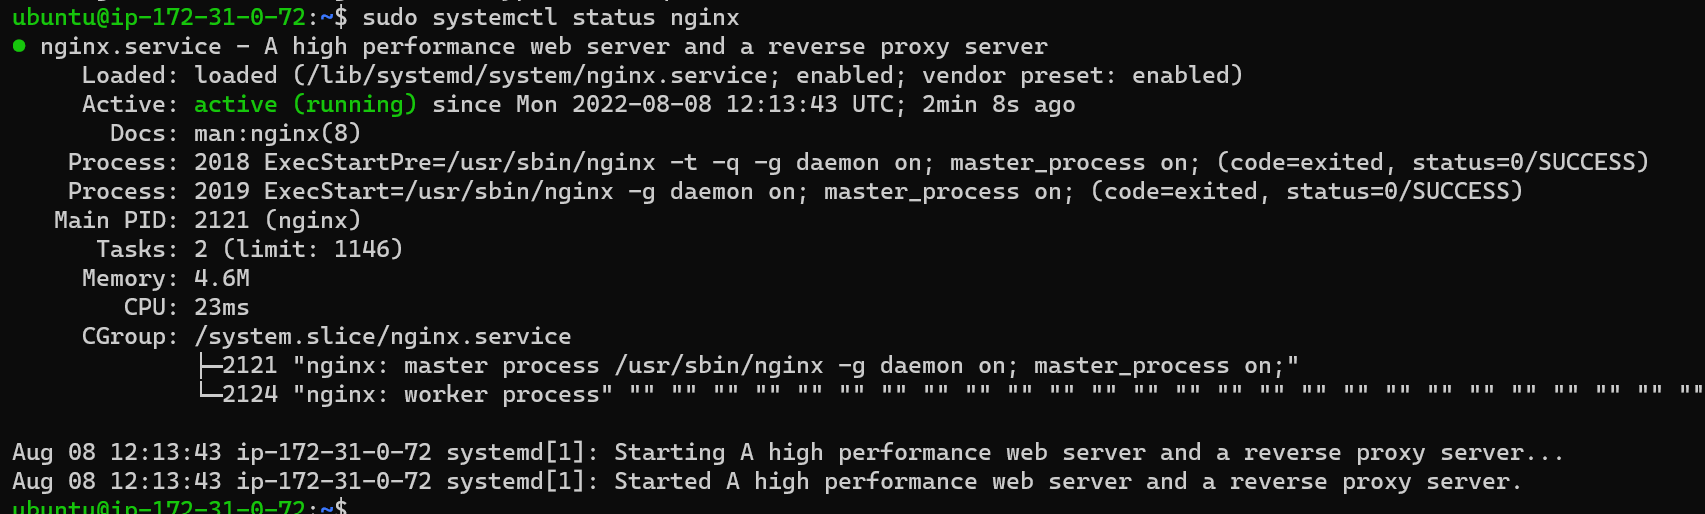 ubuntu@ip-172-31-0-72:~$ sudo systemctl status nginx
● nginx.service - A high performance web server and a reverse proxy server
     Loaded: loaded (/lib/systemd/system/nginx.service; enabled; vendor preset: enabled)
     Active: active (running) since Mon 2022-08-08 12:13:43 UTC; 2min 8s ago
       Docs: man:nginx(8)
    Process: 2018 ExecStartPre=/usr/sbin/nginx -t -q -g daemon on; master_process on; (code=exited, status=0/SUCCESS)
    Process: 2019 ExecStart=/usr/sbin/nginx -g daemon on; master_process on; (code=exited, status=0/SUCCESS)
   Main PID: 2121 (nginx)
      Tasks: 2 (limit: 1146)
     Memory: 4.6M
        CPU: 23ms
     CGroup: /system.slice/nginx.service
             ├─2121 "nginx: master process /usr/sbin/nginx -g daemon on; master_process on;"
             └─2124 "nginx: worker process" "" "" "" "" "" "" "" "" "" "" "" "" "" "" "" "" "" "" "" "" "" "" "" "" "" ""

Aug 08 12:13:43 ip-172-31-0-72 systemd[1]: Starting A high performance web server and a reverse proxy server...
Aug 08 12:13:43 ip-172-31-0-72 systemd[1]: Started A high performance web server and a reverse proxy server.
ubuntu@ip-172-31-0-72:~$